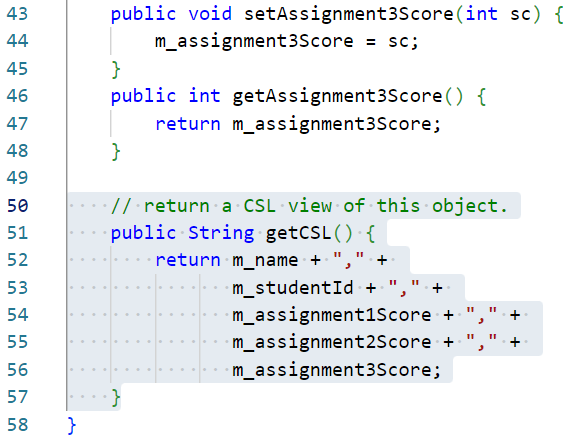 43 public void setAssignment3Score(int sc) {
44 m_assignment3Score = sc;
45 }
46 public int getAssignment3Score() {
47 return m_assignment3Score;
48 }
49
50 // return a CSL view of this object.
51 public String getCSL() {
52 return m_name + "," +
53 m_studentId + "," +
54 m_assignment1Score + "," +
55 m_assignment2Score + "," +
56 m_assignment3Score;
57 }
58 }